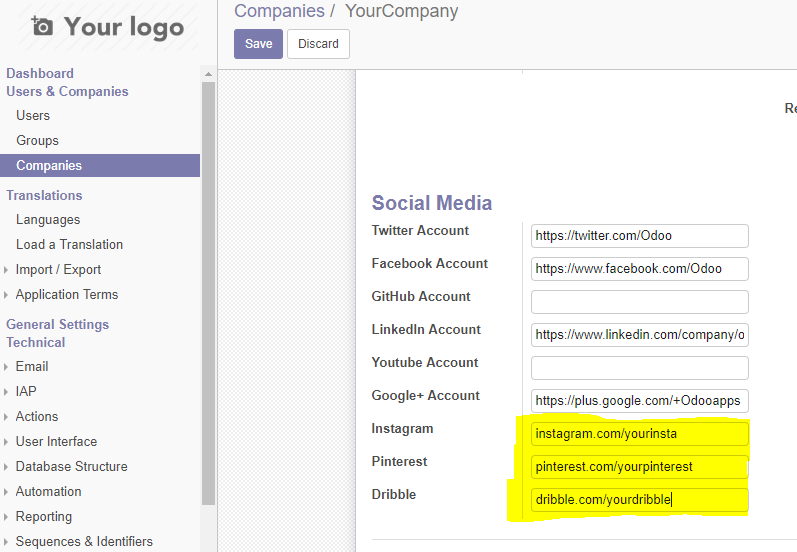 Your logo
Dashboard
Users & Companies
Users
Groups
Companies
Translations
Languages
Load a Translation
Import / Export
Application Terms
General Settings
Technical
Email
IAP
Actions
User Interface
Database Structure
Automation
Reporting
Sequences & Identifiers
Companies / YourCompany
Save Discard
Re
Social Media
Twitter Account https://twitter.com/Odoo
Facebook Account https://www.facebook.com/Odoo
GitHub Account
LinkedIn Account https://www.linkedin.com/company/o
Youtube Account
Google+ Account https://plus.google.com/+Odooapps
Instagram instagram.com/yourinsta
Pinterest pinterest.com/yourpinterest
Dribble dribble.com/yourdribble